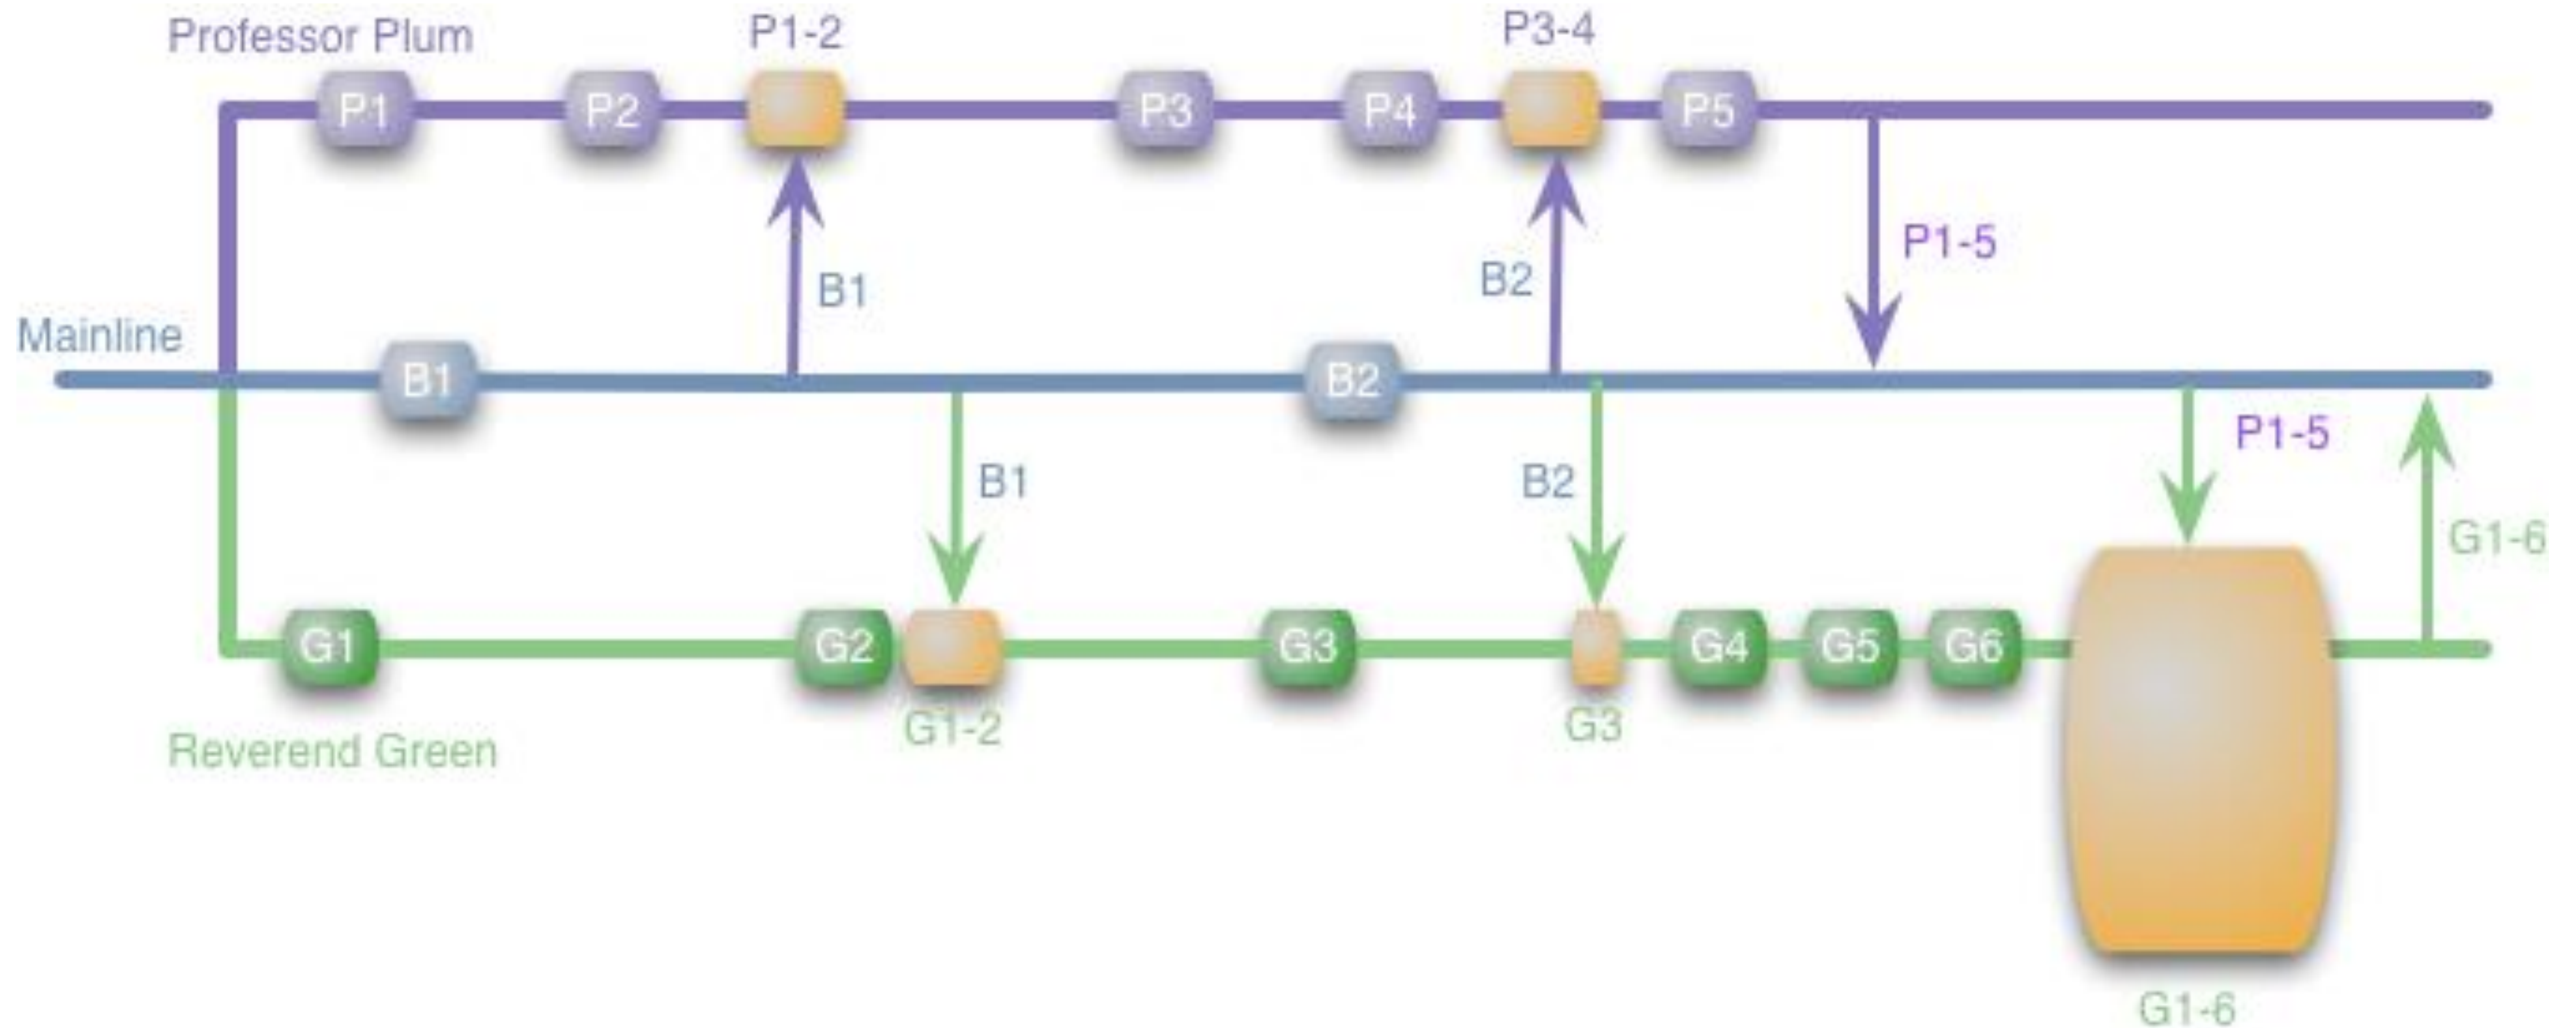 Professor Plum
P1-2
P3-4
P1
P2
P3
P4
P5
B1
B2
P1-5
Mainline
B1
B2
B1
B2
P1-5
G1-6
G1
G2
G3
G4
G5
G6
G1-2
G3
Reverend Green
G1-6